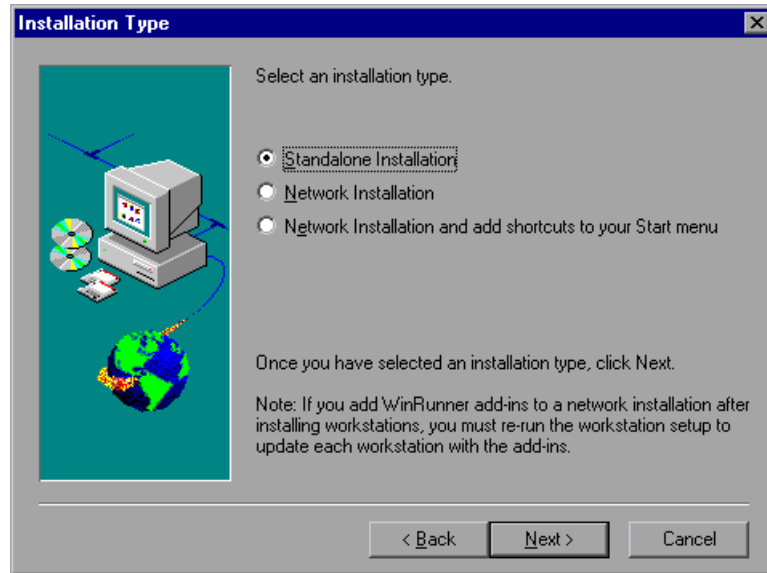 Installation Type
Select an installation type.
Standalone Installation
Network Installation
Network Installation and add shortcuts to your Start menu
Once you have selected an installation type, click Next.
Note: If you add WinRunner add-ins to a network installation after
installing workstations, you must re-run the workstation setup to
update each workstation with the add-ins.
< Back
Next >
Cancel